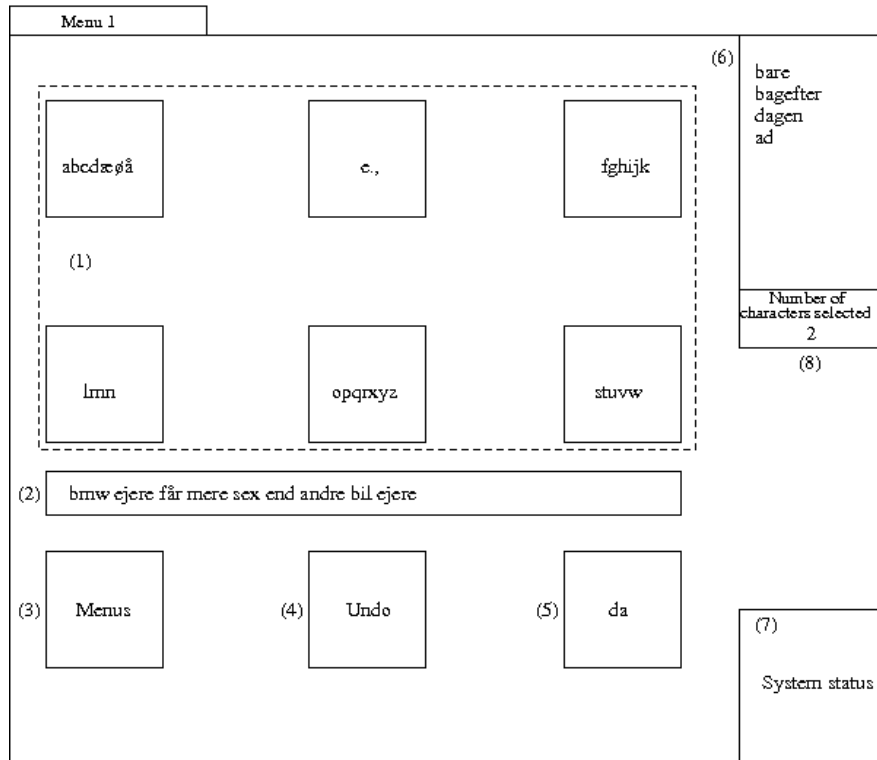 Menu 1
(6)
bare
bagefter
dagen
ad
abcdæøå
e.,
fghijk
(1)
Number of
characters selected
2
(8)
lmn
opqrxyz
stuvw
(2)
bmw ejere får mere sex end andre bil ejere
(3)
Menus
(4)
Undo
(5)
da
(7)
System status